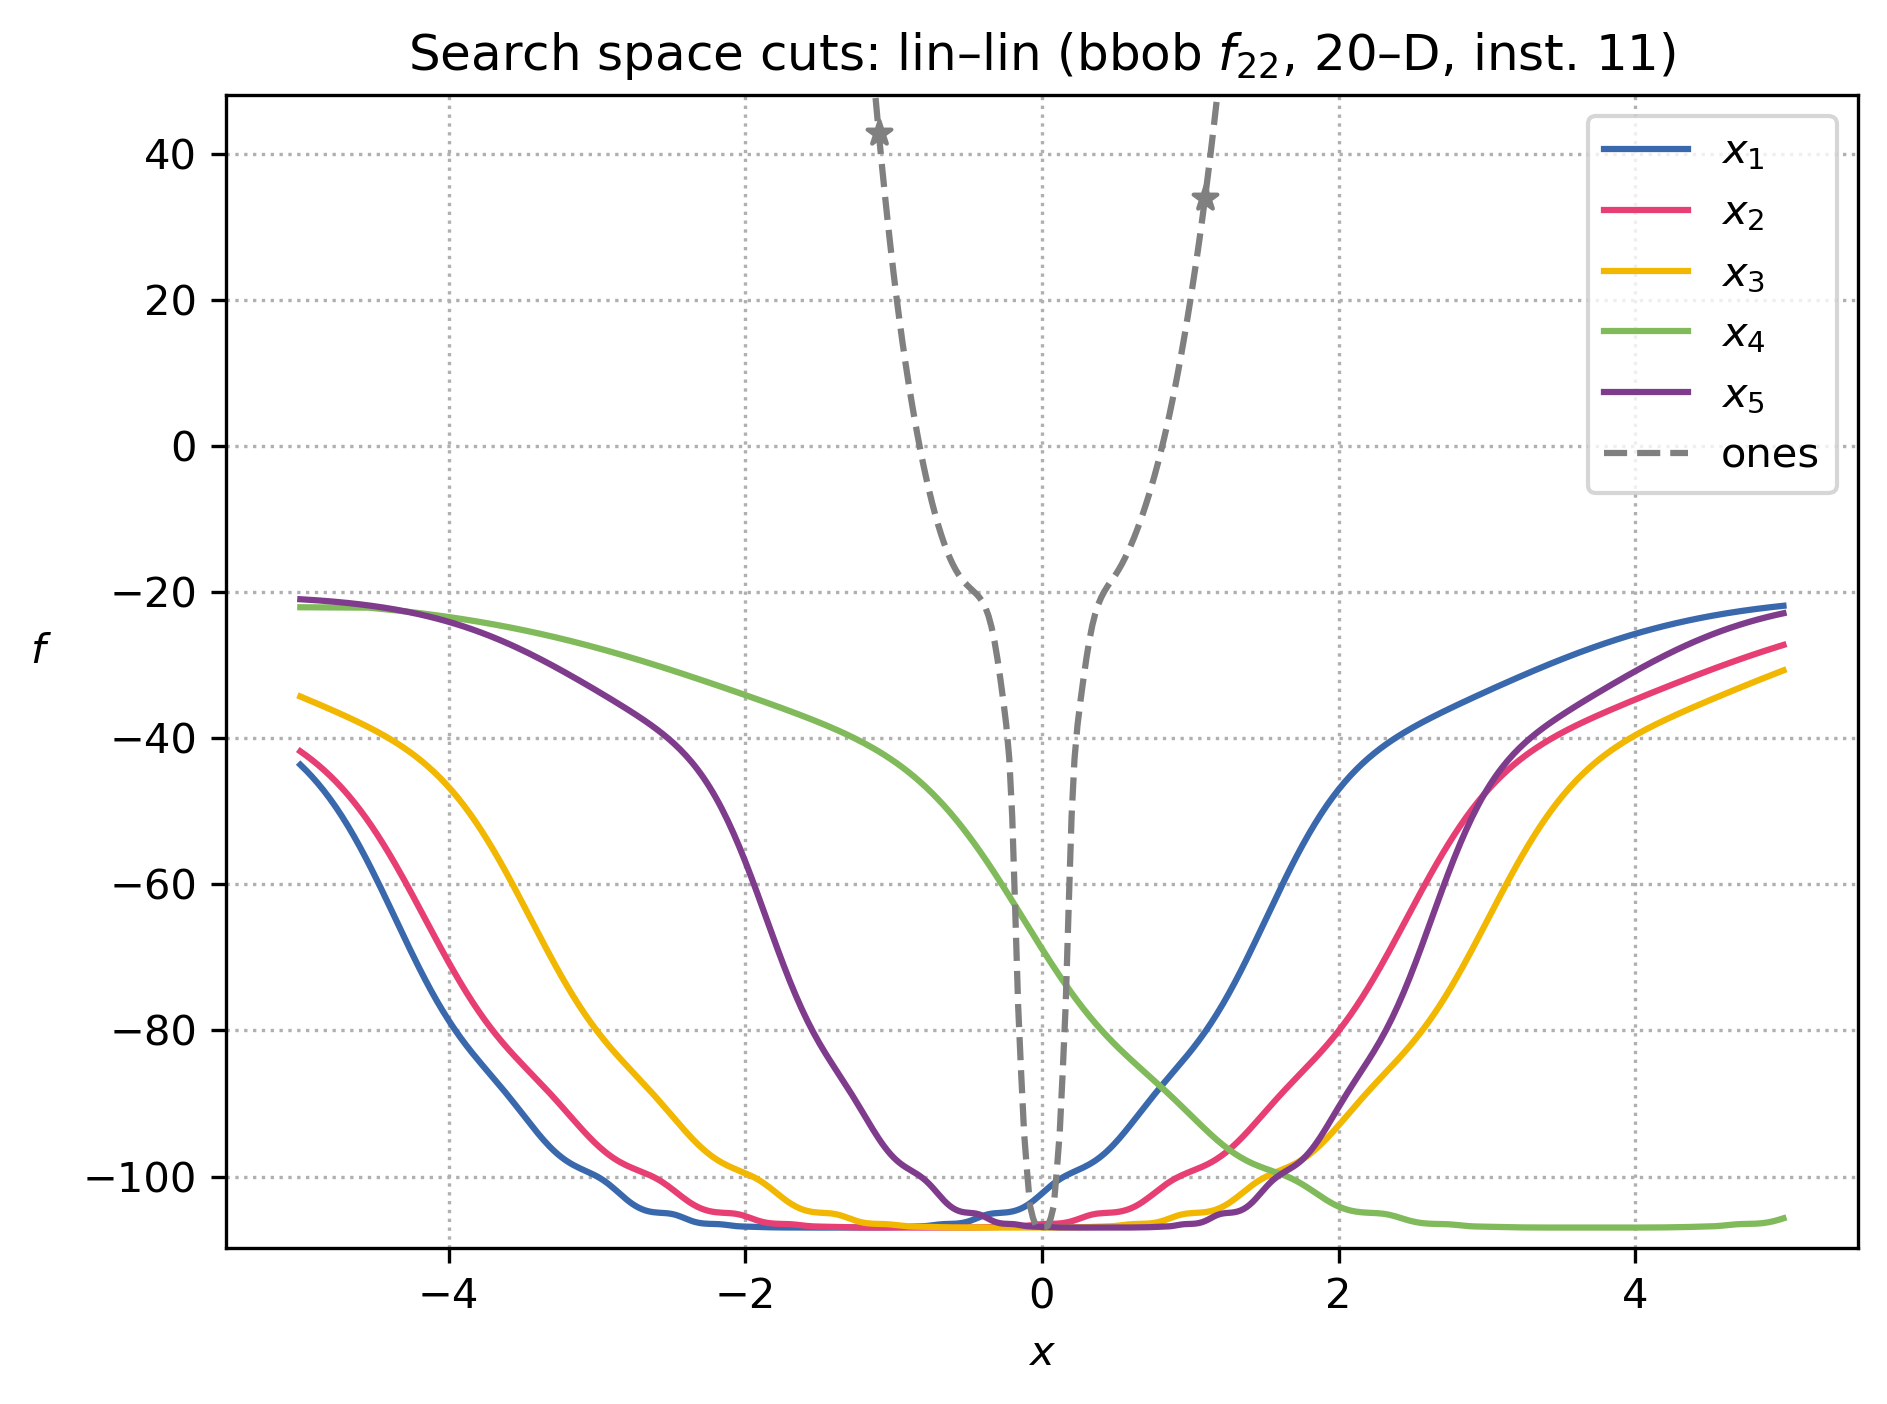 Search space cuts: lin–lin (bbob f22, 20–D, inst. 11)
40
20
0
−20
−40
−60
−80
−100
f
−4
−2
0
2
4
x
x1
x2
x3
x4
x5
ones